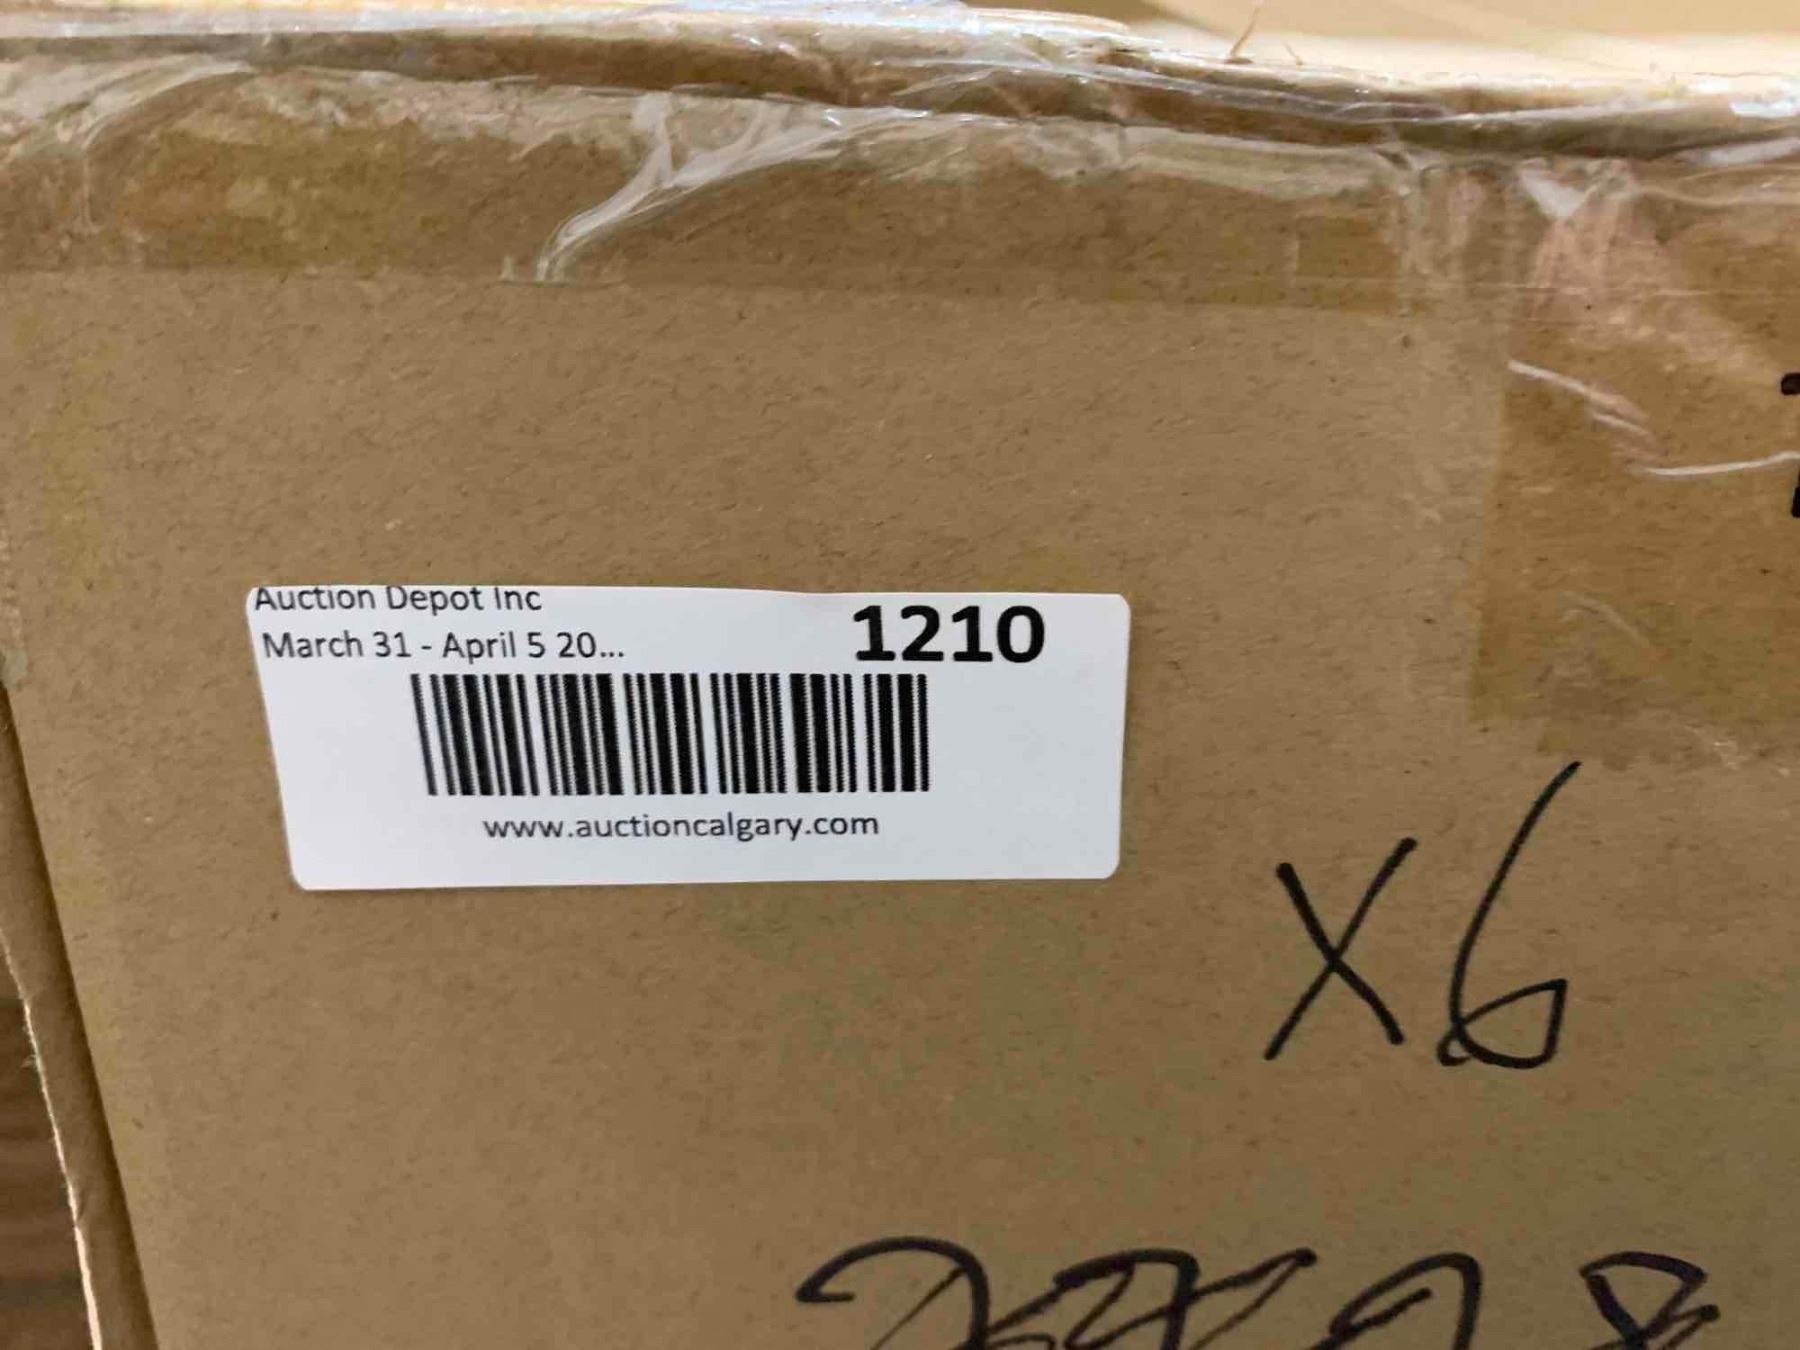 Auction Depot Inc
March 31 - April 5 20...
1210
www.auctioncalgary.com
x6